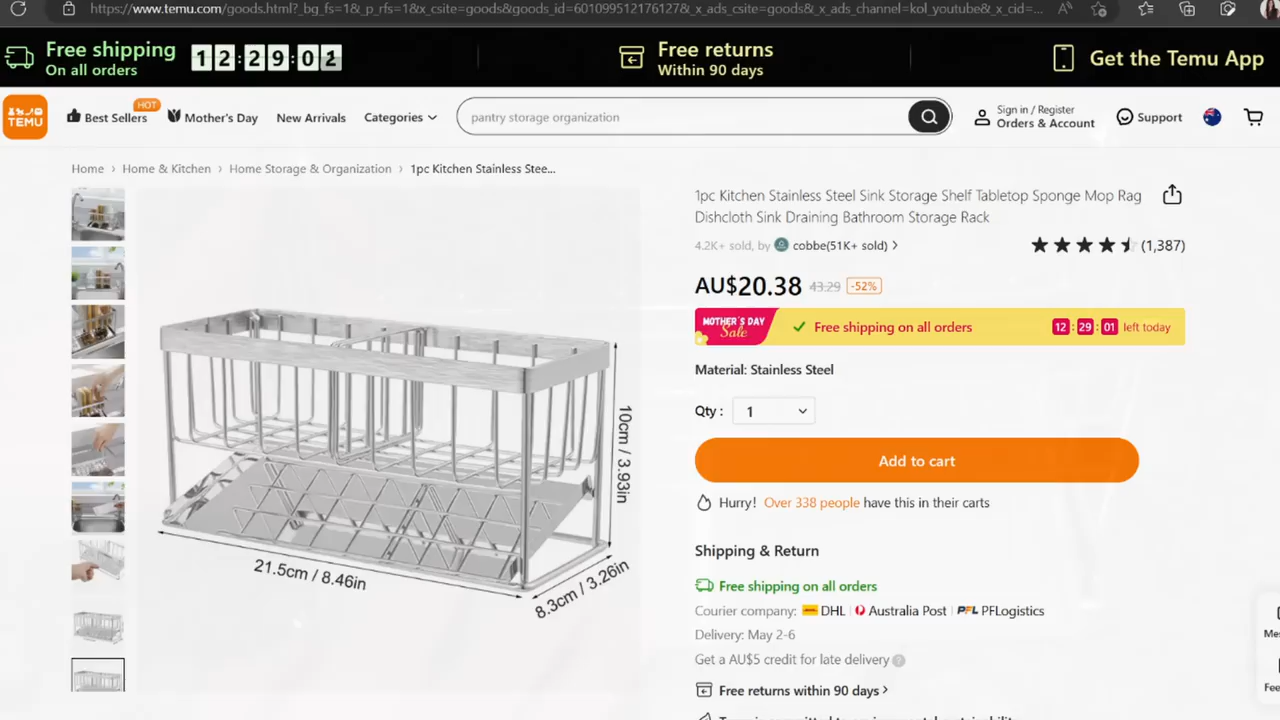 https://www.temu.com/goods.html?_bg_fs=1&_p_rfs=1&x_csite=goods&goods_id=601099512176127&_x_ads_csite=goods&_x_ads_channel=kol_youtube&_x_cid=...
Free shipping
On all orders
12:29:01
Free returns
Within 90 days
Get the Temu App
TEMU
Best Sellers
HOT
Mother's Day
New Arrivals
Categories
pantry storage organization
Sign in / Register
Orders & Account
Support
Home › Home & Kitchen › Home Storage & Organization › 1pc Kitchen Stainless Stee...
1pc Kitchen Stainless Steel Sink Storage Shelf Tabletop Sponge Mop Rag
Dishcloth Sink Draining Bathroom Storage Rack
4.2K+ sold, by cobbe(51K+ sold) >
(1,387)
AU$20.38 43.29 -52%
MOTHER'S DAY
Sale
Free shipping on all orders
12:29:01 left today
Material: Stainless Steel
Qty : 1
Add to cart
Hurry! Over 338 people have this in their carts
Shipping & Return
Free shipping on all orders
Courier company: DHL | Australia Post | PFL PFLogistics
Delivery: May 2-6
Get a AU$5 credit for late delivery ?
Free returns within 90 days >
10cm / 3.93in
21.5cm / 8.46in
8.3cm / 3.26in